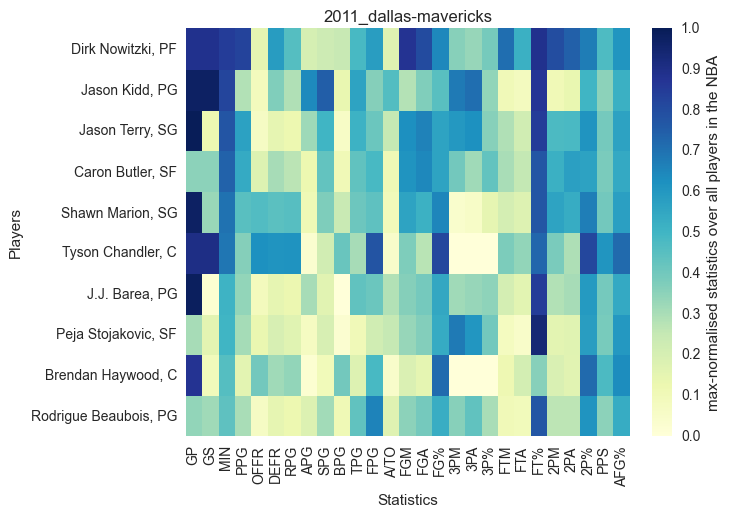 2011_dallas-mavericks
Players
Dirk Nowitzki, PF
Jason Kidd, PG
Jason Terry, SG
Caron Butler, SF
Shawn Marion, SG
Tyson Chandler, C
J.J. Barea, PG
Peja Stojakovic, SF
Brendan Haywood, C
Rodrigue Beaubois, PG
GP GS MIN PPG OFFR DEFR RPG APG SPG BPG TPG FPG A/TO FGM FGA FG% 3PM 3PA 3P% FTM FTA FT% 2PM 2PA 2P% PPS AFG%
Statistics
1.0
0.9
0.8
0.7
0.6
0.5
0.4
0.3
0.2
0.1
0.0
max-normalised statistics over all players in the NBA